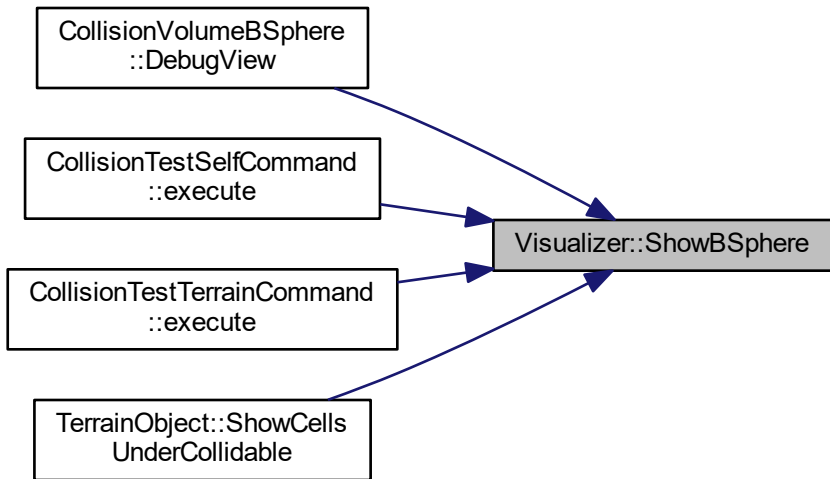 CollisionVolumeBSphere
::DebugView
CollisionTestSelfCommand
::execute
Visualizer::ShowBSphere
CollisionTestTerrainCommand
::execute
TerrainObject::ShowCells
UnderCollidable